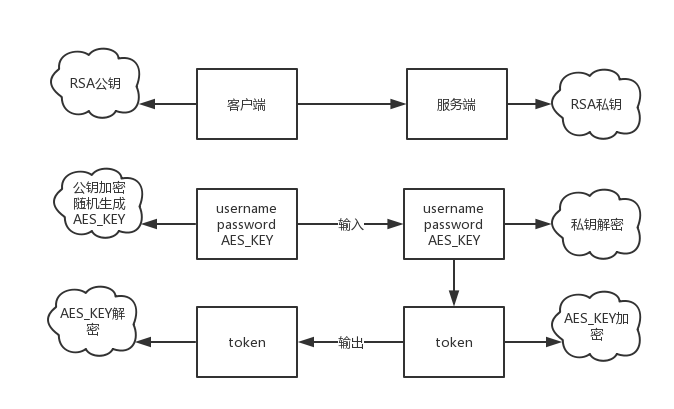 RSA公钥
客户端
服务端
RSA私钥
公钥加密
随机生成
AES_KEY
username
password
AES_KEY
输入
username
password
AES_KEY
私钥解密
AES_KEY解
密
token
输出
token
AES_KEY加
密